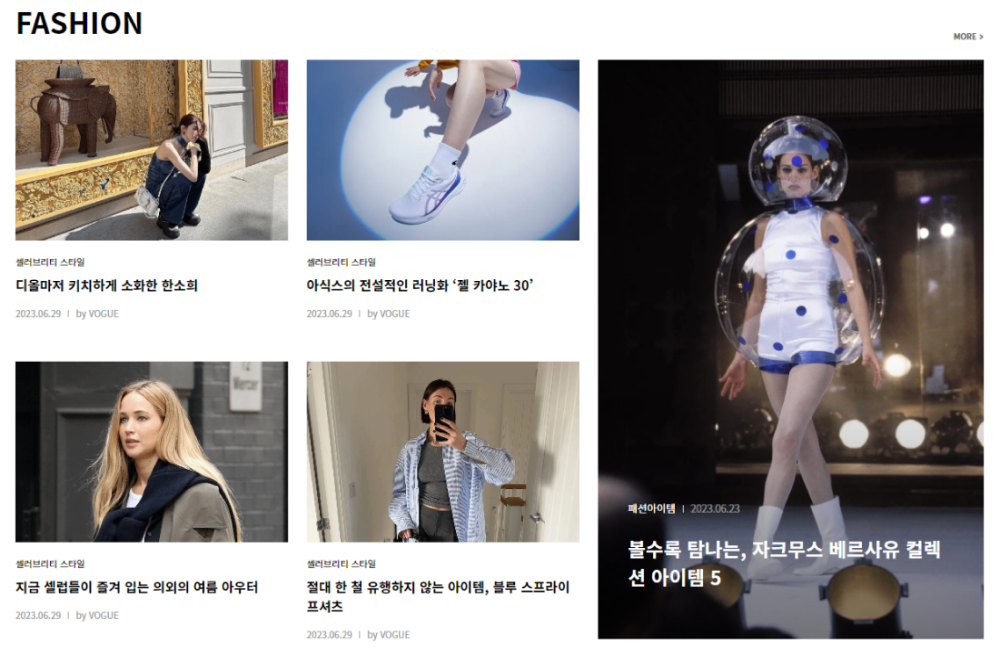 FASHION
MORE >
셀러브리티 스타일
디올마저 키치하게 소화한 한소희
2023.06.29 | by VOGUE
셀러브리티 스타일
아식스의 전설적인 러닝화 ‘젤 카야노 30’
2023.06.29 | by VOGUE
Mercer
셀러브리티 스타일
지금 셀럽들이 즐겨 입는 의외의 여름 아우터
2023.06.29 | by VOGUE
셀러브리티 스타일
절대 한 철 유행하지 않는 아이템, 블루 스프라이
프셔츠
2023.06.29 | by VOGUE
패션아이템 | 2023.06.23
볼수록 탐나는, 자크무스 베르사유 컬렉
션 아이템 5